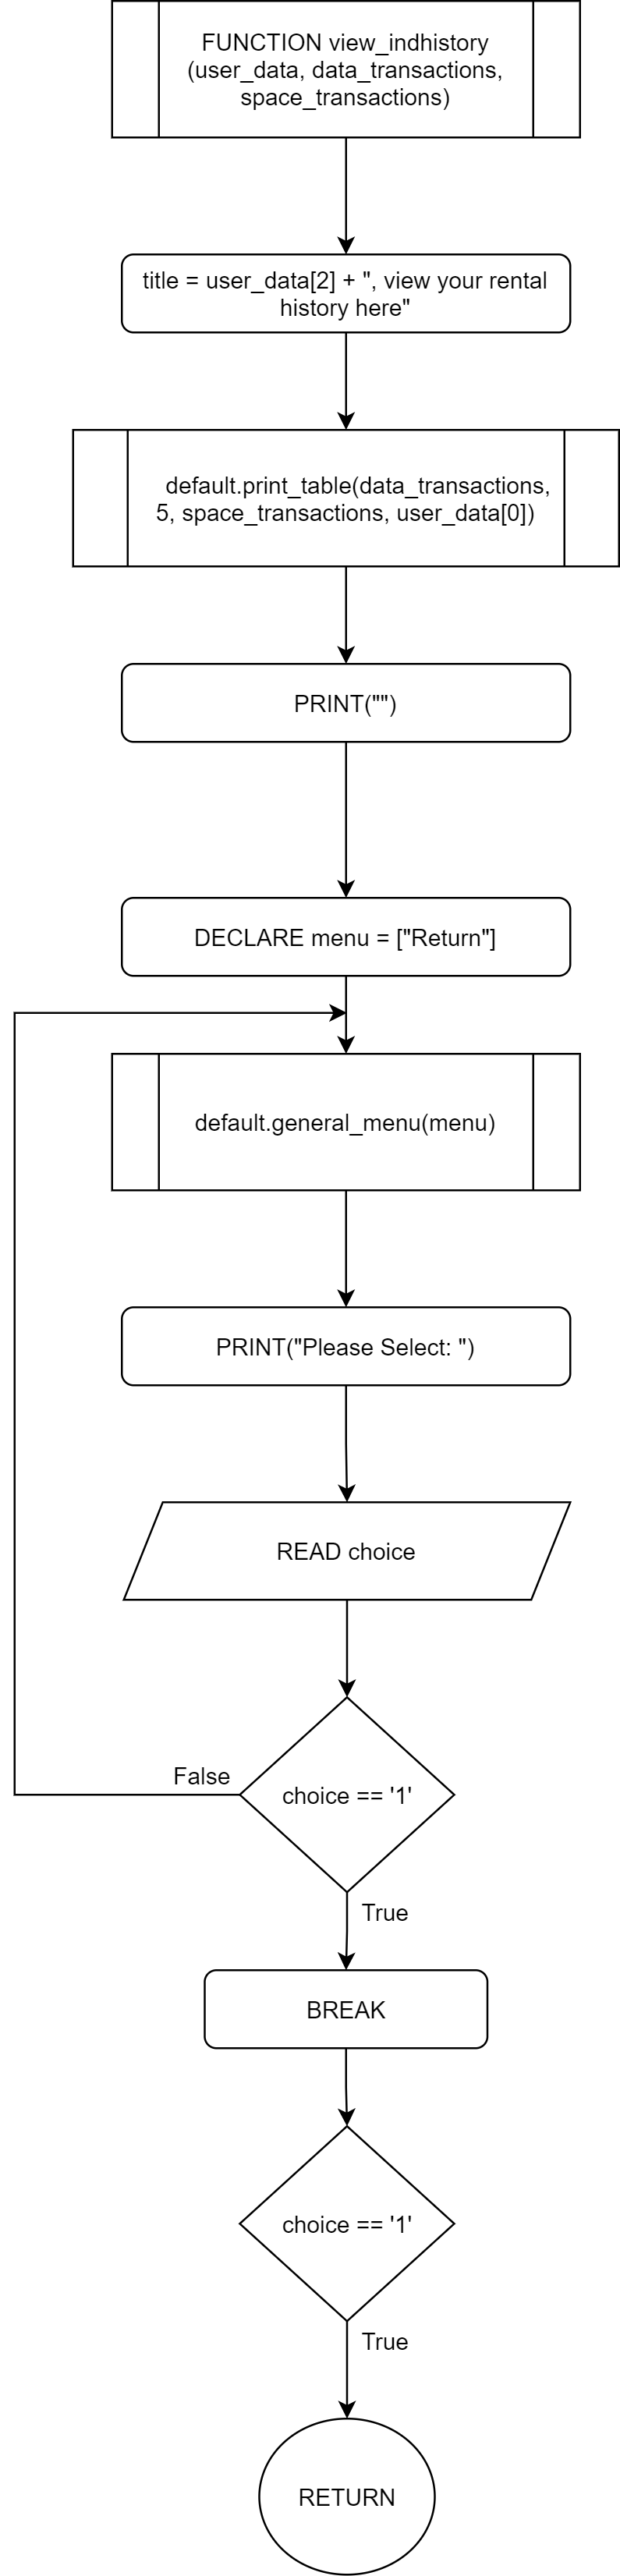 FUNCTION view_indhistory
(user_data, data_transactions,
space_transactions)
title = user_data[2] + ", view your rental
history here"
default.print_table(data_transactions,
5, space_transactions, user_data[0])
PRINT("")
DECLARE menu = ["Return"]
default.general_menu(menu)
PRINT("Please Select: ")
READ choice
False
choice == '1'
True
BREAK
choice == '1'
True
RETURN